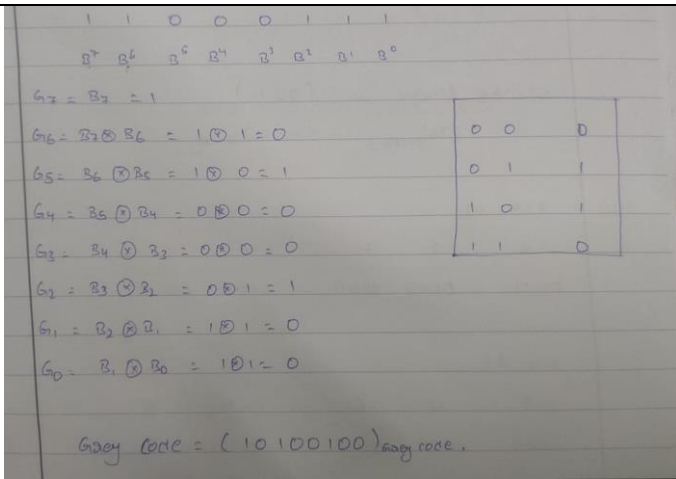 1 1 0 0 0 1 1 1
B⁷ B⁶ B⁵ B⁴ B³ B² B¹ B⁰
G₇ = B₇ = 1
G₆ = B₇ ⊗ B₆ = 1 ⊗ 1 = 0
G₅ = B₆ ⊗ B₅ = 1 ⊗ 0 = 1
G₄ = B₅ ⊗ B₄ = 0 ⊗ 0 = 0
G₃ = B₄ ⊗ B₃ = 0 ⊗ 0 = 0
G₂ = B₃ ⊗ B₂ = 0 ⊗ 1 = 1
G₁ = B₂ ⊗ B₁ = 1 ⊗ 1 = 0
G₀ = B₁ ⊗ B₀ = 1 ⊗ 1 = 0
0 0 0
0 1 1
1 0 1
1 1 0
Grey Code = (10100100)Grey code.